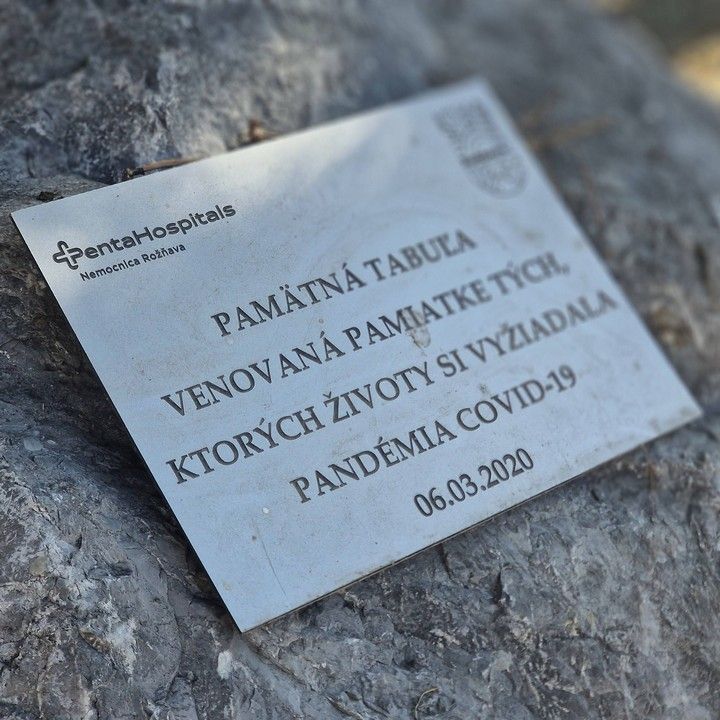 PentaHospitals
Nemocnica Rožňava
PAMÄTNÁ TABUĽA
VENOVANÁ PAMIATKE TÝCH,
KTORÝCH ŽIVOTY SI VYŽIADALA
PANDÉMIA COVID-19
06.03.2020